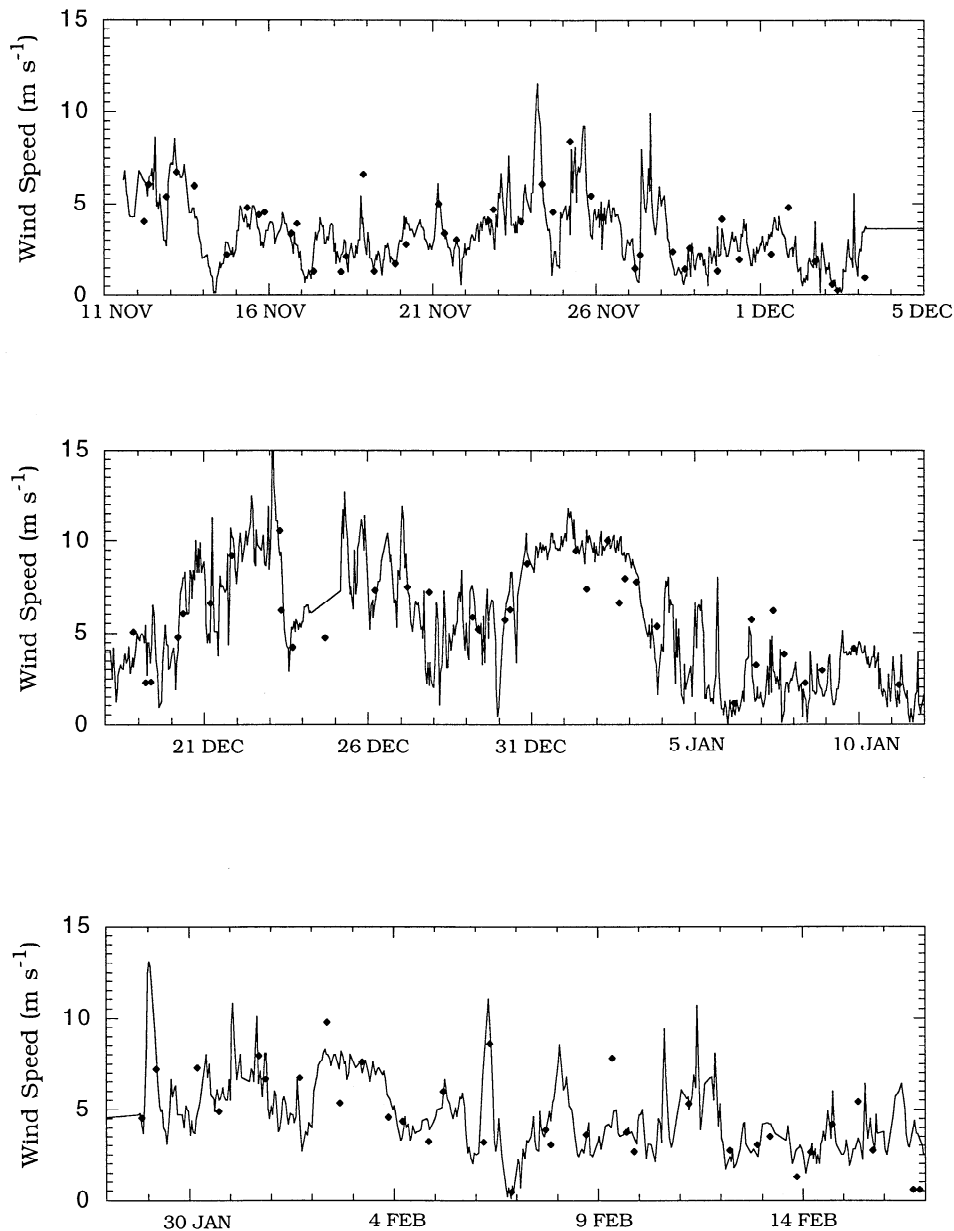 15
10
5
0
Wind Speed (m s-1)
11 NOV 16 NOV 21 NOV 26 NOV 1 DEC 5 DEC
15
10
5
0
Wind Speed (m s-1)
21 DEC 26 DEC 31 DEC 5 JAN 10 JAN
15
10
5
0
Wind Speed (m s-1)
30 JAN 4 FEB 9 FEB 14 FEB